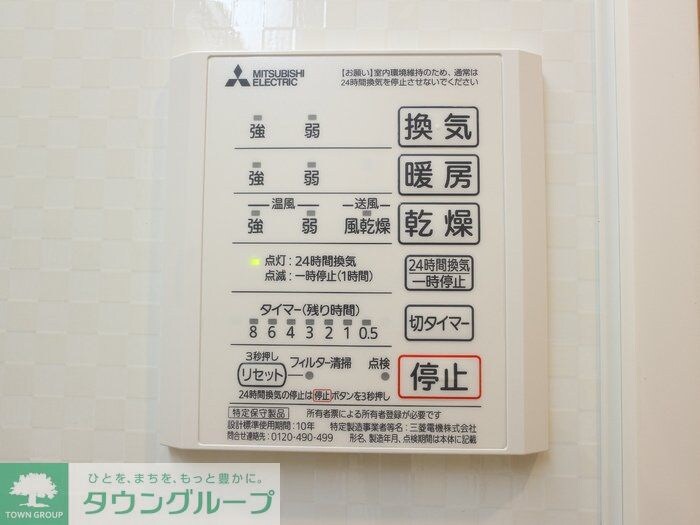 MITSUBISHI
ELECTRIC
【お願い】室内環境維持のため、通常は
24時間換気を停止させないでください
強 弱 換気
強 弱 暖房
温風 送風
強 弱 風乾燥 乾燥
点灯:24時間換気
点滅:一時停止(1時間)
24時間換気
一時停止
タイマー(残り時間)
8 6 4 3 2 1 0.5
切タイマー
3秒押し
リセット フィルター清掃 点検
停止
24時間換気の停止は停止ボタンを3秒押し
特定保守製品 所有者票による所有者登録が必要です
設計標準使用期間:10年 特定製造事業者等名:三菱電機株式会社
問合せ連絡先:0120-490-499 形名、製造年月、点検期間は本体に記載
ひとを、まちを、もっと豊かに。
タウングループ
TOWN GROUP